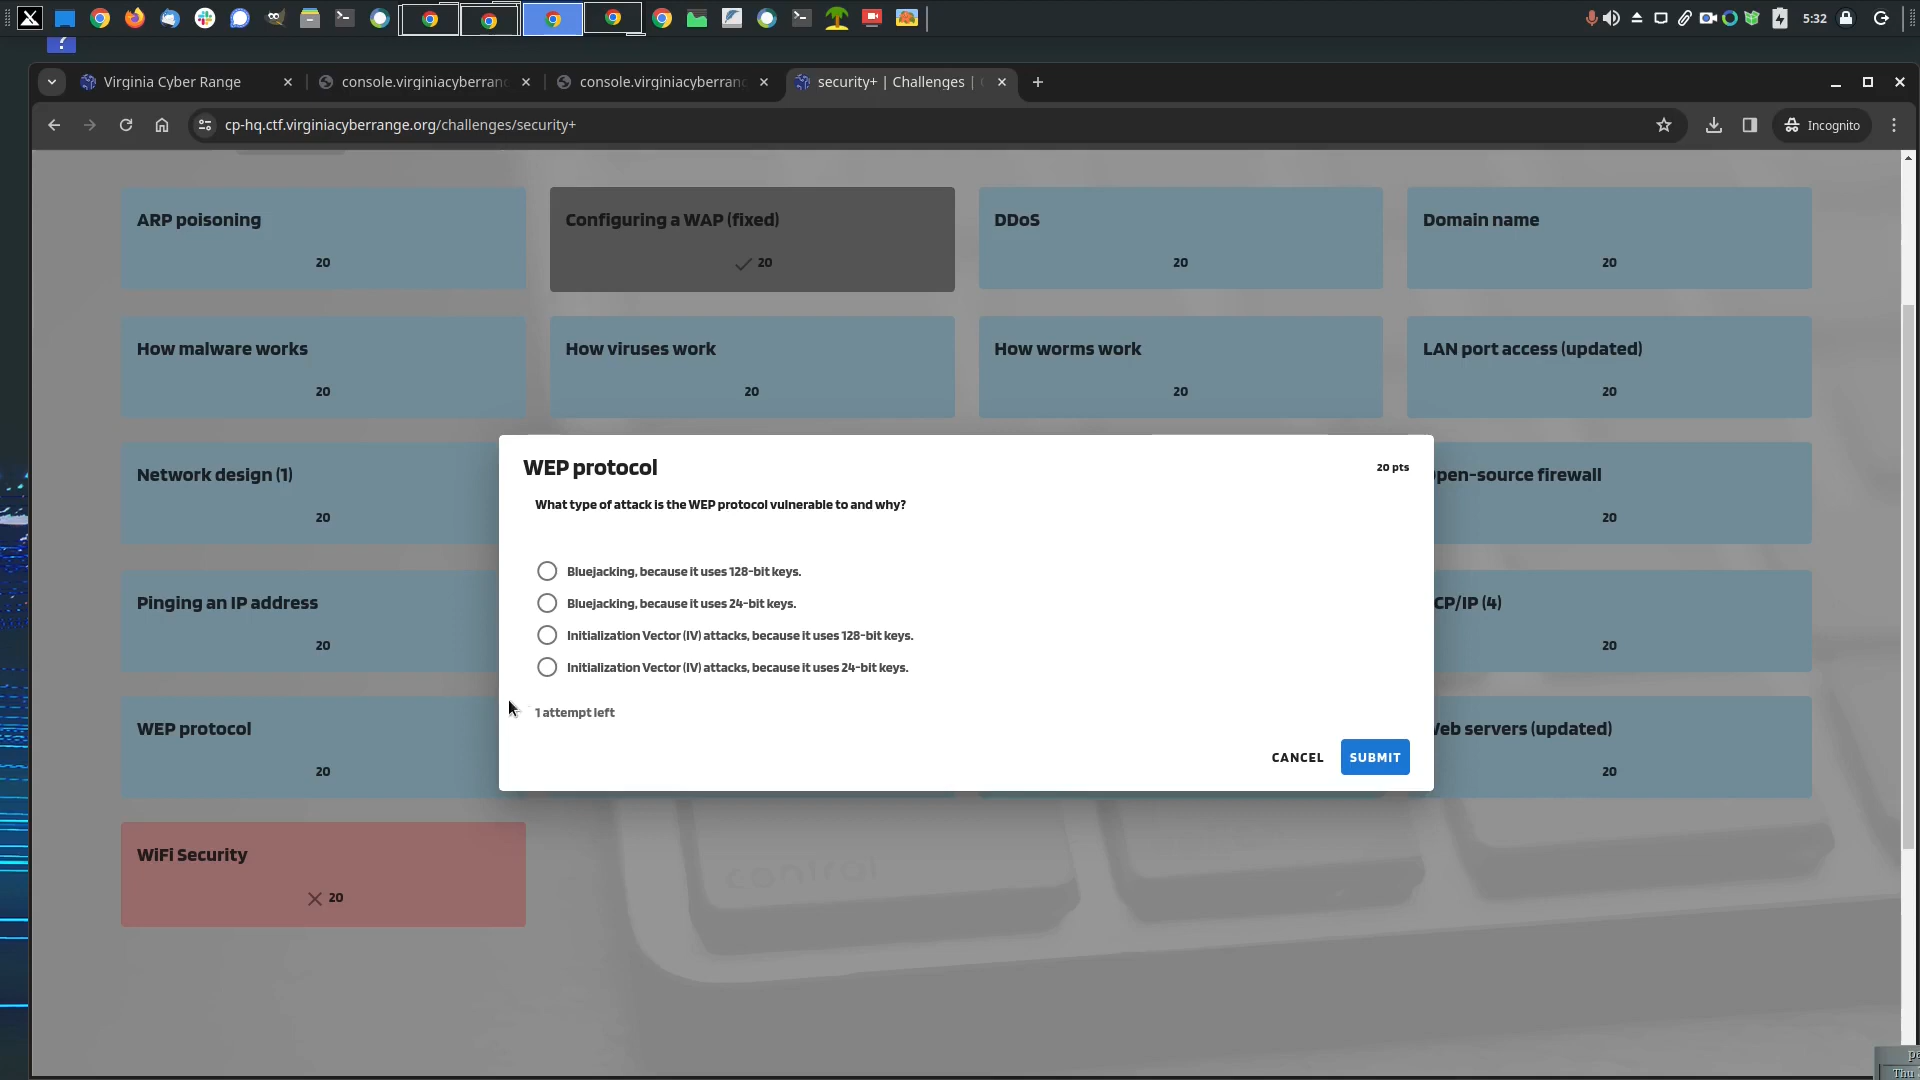 5:32
?
Virginia Cyber Range
console.virginiacyberran
console.virginiacyberran
security+ | Challenges |
cp-hq.ctf.virginiacyberrange.org/challenges/security+
Incognito
ARP poisoning
20
Configuring a WAP (fixed)
20
DDoS
20
Domain name
20
How malware works
20
How viruses work
20
How worms work
20
LAN port access (updated)
20
Network design (1)
20
pen-source firewall
20
Pinging an IP address
20
CP/IP (4)
20
WEP protocol
20
eb servers (updated)
20
WiFi Security
20
WEP protocol
20 pts
What type of attack is the WEP protocol vulnerable to and why?
Bluejacking, because it uses 128-bit keys.
Bluejacking, because it uses 24-bit keys.
Initialization Vector (IV) attacks, because it uses 128-bit keys.
Initialization Vector (IV) attacks, because it uses 24-bit keys.
1 attempt left
CANCEL
SUBMIT
control
Thu